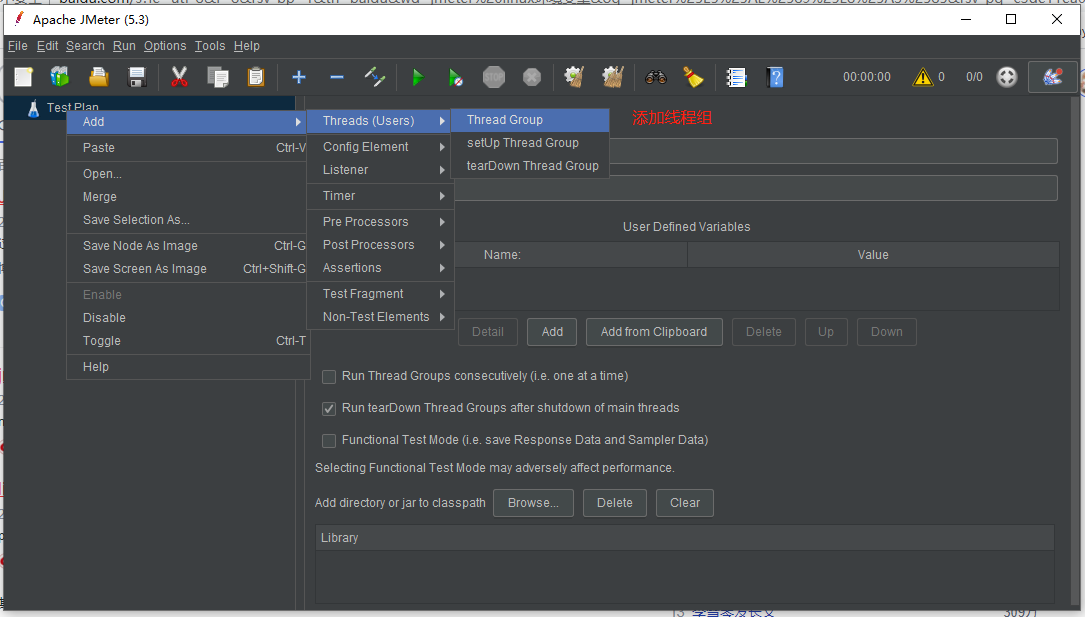 Apache JMeter (5.3)
File Edit Search Run Options Tools Help
STOP
00:00:00 0 0/0
Test Plan
Add
Paste Ctrl-V
Open...
Merge
Save Selection As...
Save Node As Image Ctrl-G
Save Screen As Image Ctrl+Shift-G
Enable
Disable
Toggle Ctrl-T
Help
Threads (Users)
Config Element
Listener
Timer
Pre Processors
Post Processors
Assertions
Test Fragment
Non-Test Elements
Thread Group
setUp Thread Group
tearDown Thread Group
添加线程组
User Defined Variables
Name: Value
Detail Add Add from Clipboard Delete Up Down
Run Thread Groups consecutively (i.e. one at a time)
Run tearDown Thread Groups after shutdown of main threads
Functional Test Mode (i.e. save Response Data and Sampler Data)
Selecting Functional Test Mode may adversely affect performance.
Add directory or jar to classpath Browse... Delete Clear
Library